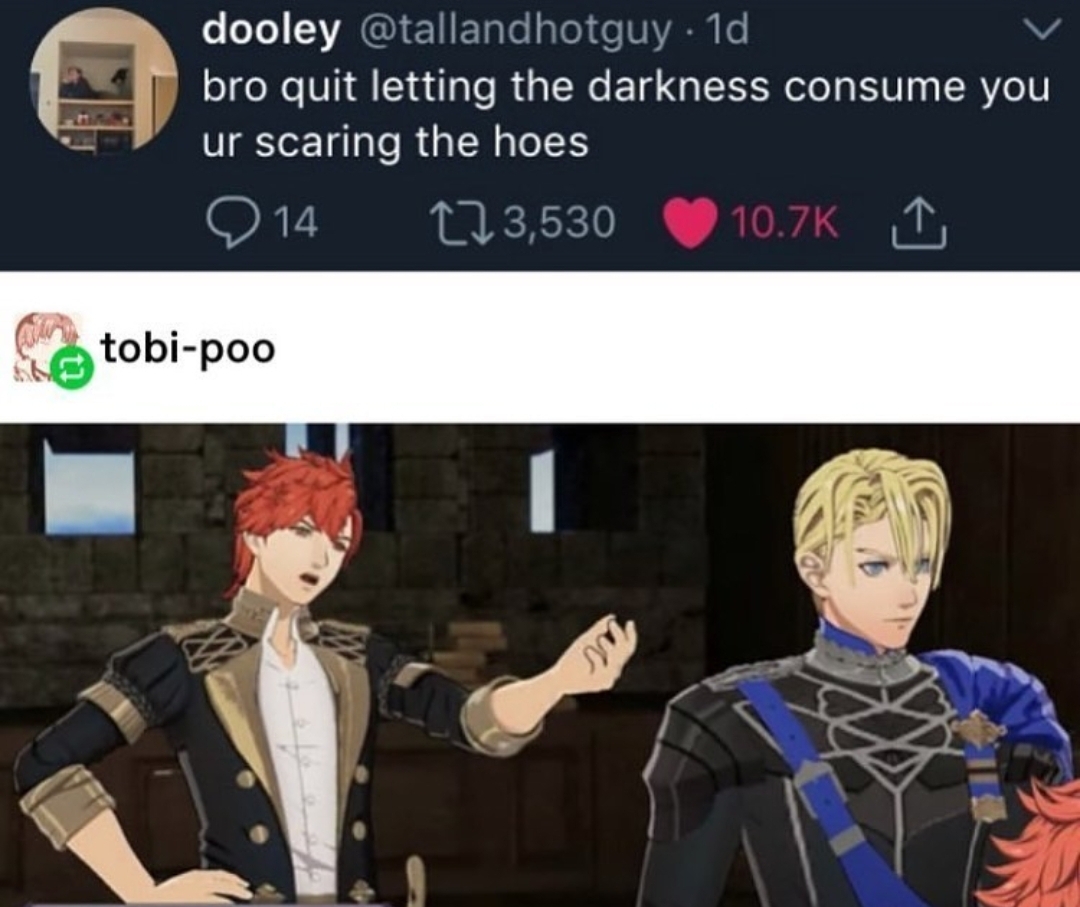 dooley @tallandhotguy · 1d
bro quit letting the darkness consume you
ur scaring the hoes
14 3,530 10.7K
tobi-poo